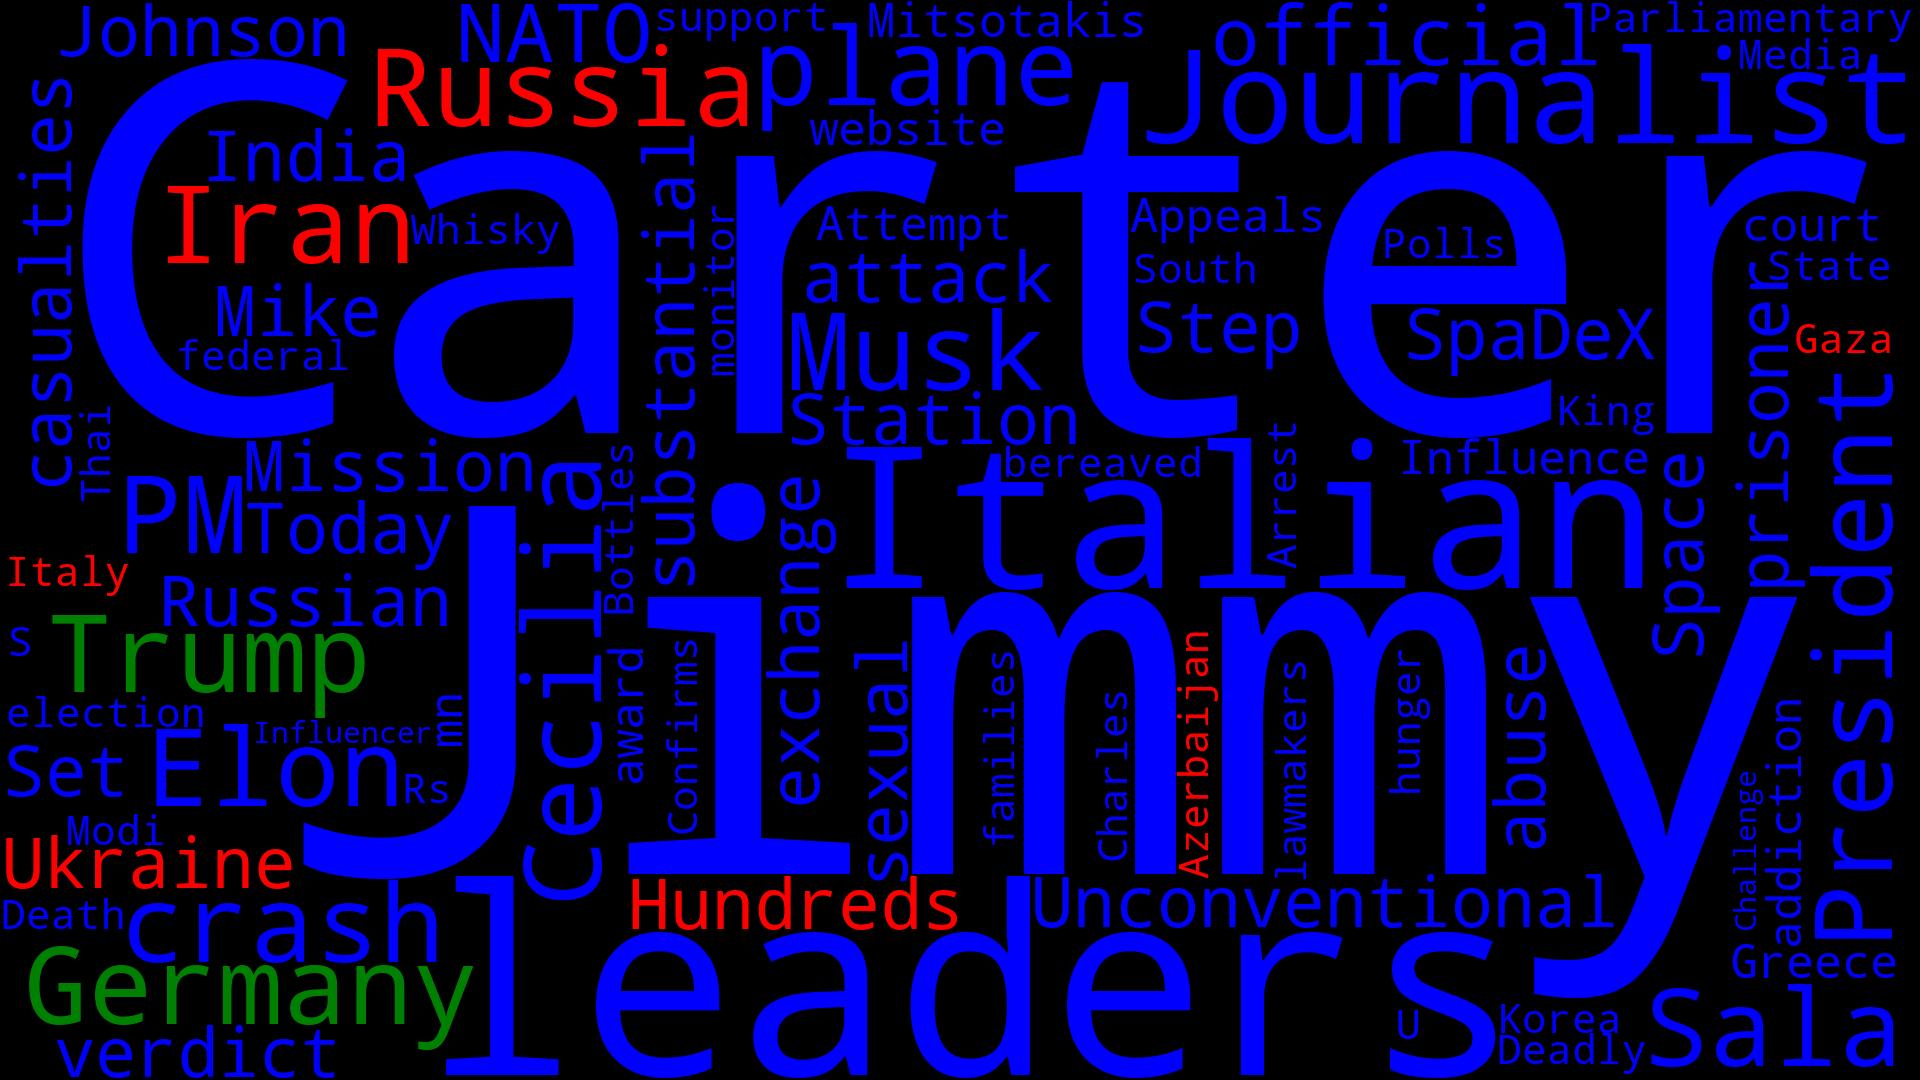 Johnson
NATO
support
Mitsotakis
official
Parliamentary
Media
Russia
plane
Journalist
website
casualties
Carter
India
Iran
Whisky
substantial
monitor
Attempt
Appeals
Polls
court
State
attack
South
Mike
federal
Musk
Step
SpaDeX
prisoner
Gaza
Station
King
Thai
Mission
bereaved
Arrest
Influence
President
PM
Today
Cecilia
Bottles
exchange
Italian
Space
Italy
Russian
Jimmy
S
Trump
award
Confirms
sexual
families
Charles
Azerbaijan
lawmakers
hunger
abuse
election
Influencer
mn
Set
Elon
Rs
Challenge
addiction
Modi
Ukraine
Hundreds
Unconventional
Death
crash
leaders
Greece
Germany
U
Korea
Sala
verdict
Deadly